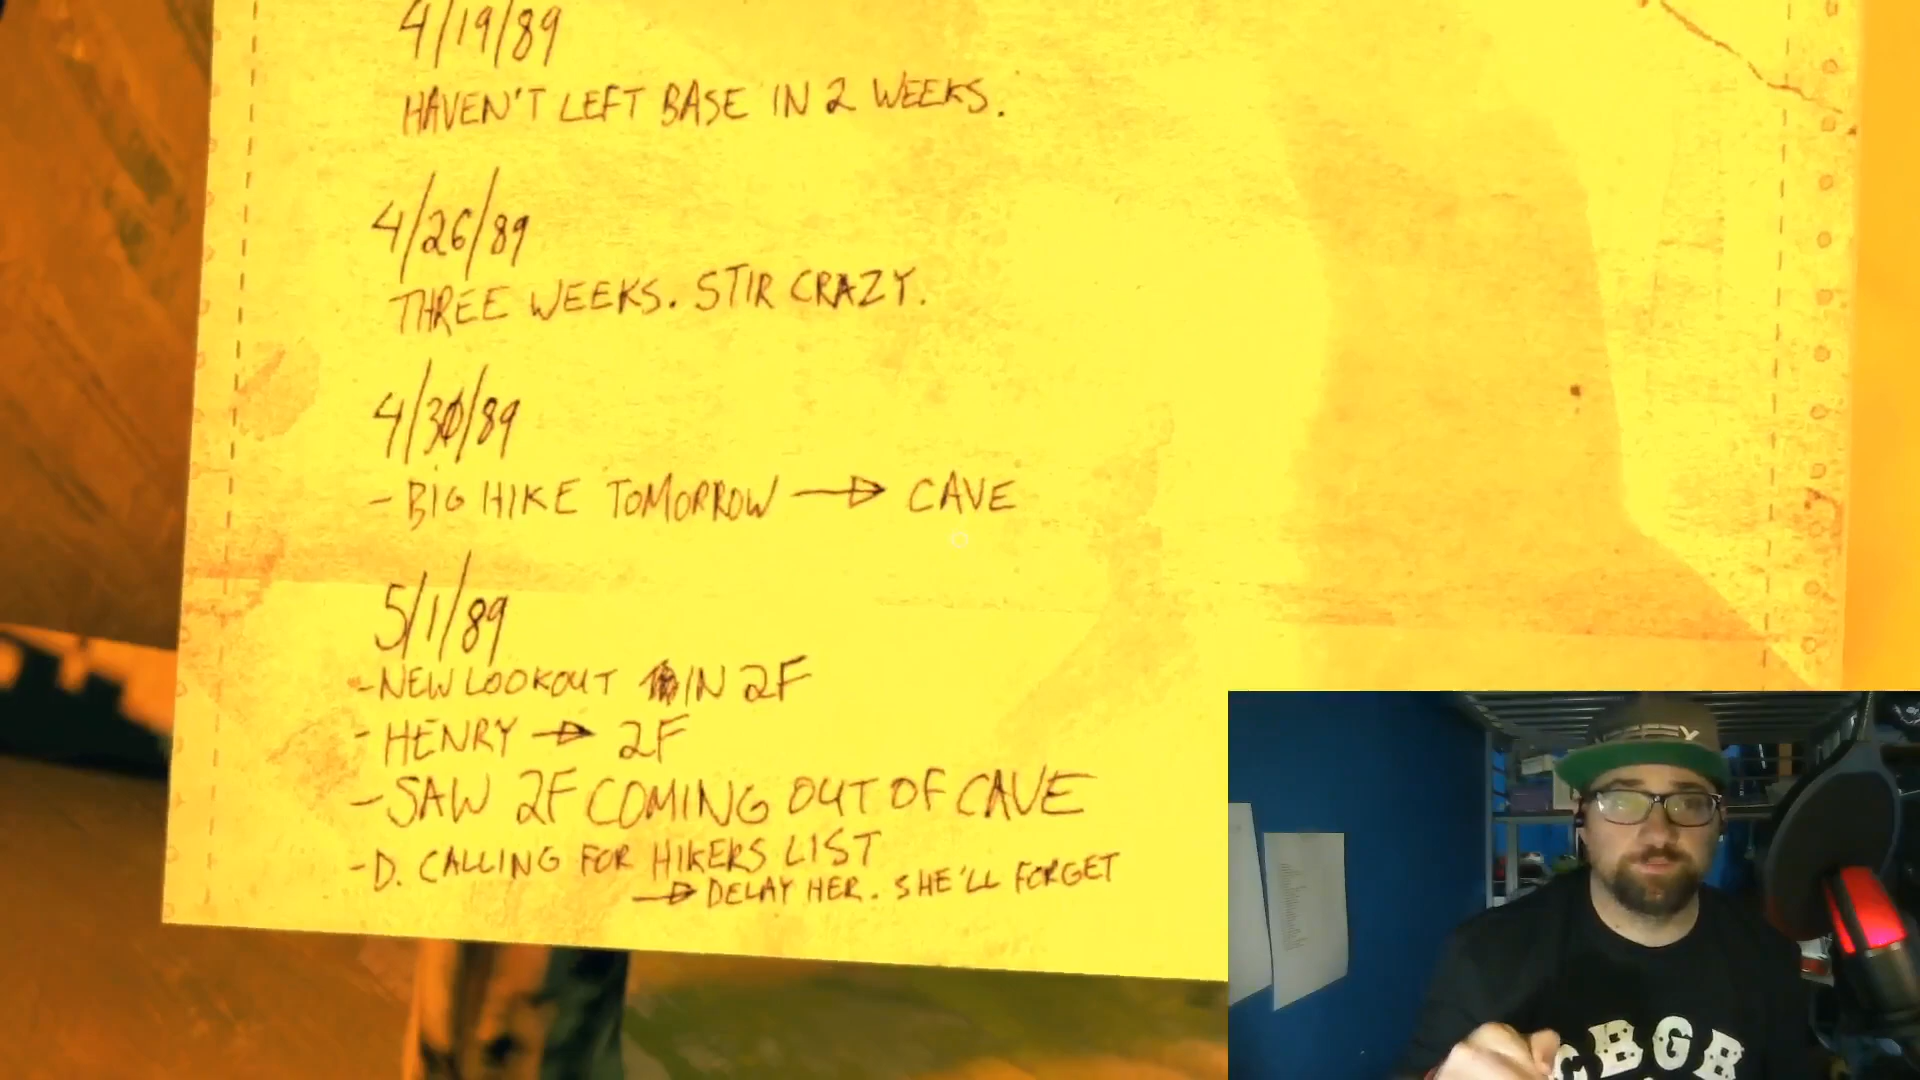 4/19/89
HAVEN'T LEFT BASE IN 2 WEEKS.
4/26/89
THREE WEEKS. STIR CRAZY.
4/30/89
- BIG HIKE TOMORROW → CAVE
5/1/89
- NEW LOOKOUT IN 2F
- HENRY → 2F
- SAW 2F COMING OUT OF CAVE
- D. CALLING FOR HIKERS LIST
→ DELAY HER. SHE'LL FORGET
CBGB